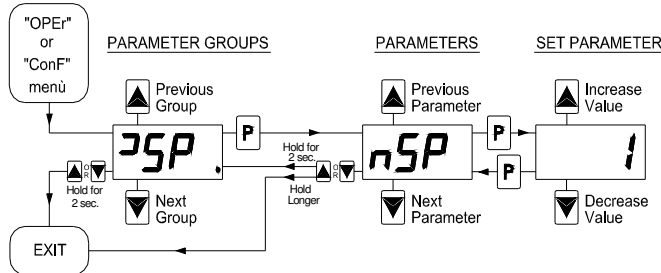 "OPEr"
or
"ConF"
menù
PARAMETER GROUPS
PARAMETERS
SET PARAMETER
Previous
Group
P
Previous
Parameter
P
Increase
Value
ↃSP.
nSP
1
Hold for
2 sec.
OR
Hold
Longer
P
OR
Hold for
2 sec.
Next
Group
Next
Parameter
Decrease
Value
EXIT